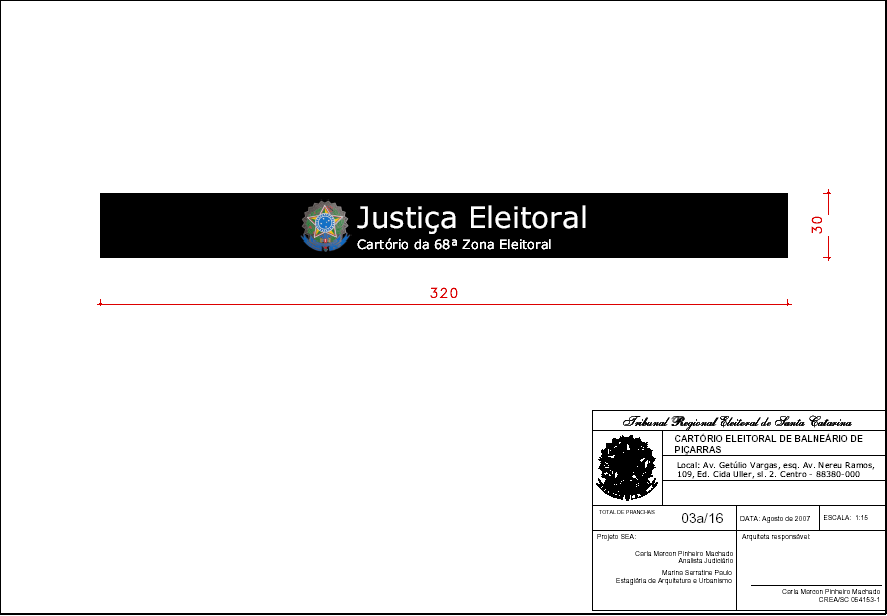 Justiça Eleitoral
Cartório da 68ª Zona Eleitoral
30
320
Tribunal Regional Eleitoral de Santa Catarina
CARTÓRIO ELEITORAL DE BALNEÁRIO DE
PIÇARRAS
Local: Av. Getúlio Vargas, esq. Av. Nereu Ramos,
109, Ed. Cida Uller, sl. 2. Centro - 88380-000
TOTAL DE PRANCHAS
03a/16
DATA: Agosto de 2007
ESCALA: 1:15
Projeto SEA:
Carla Mercon Pinheiro Machado
Analista Judiciário
Marina Serratine Paulo
Estagiária de Arquitetura e Urbanismo
Arquiteta responsável:
Carla Mercon Pinheiro Machado
CREA/SC 054153-1